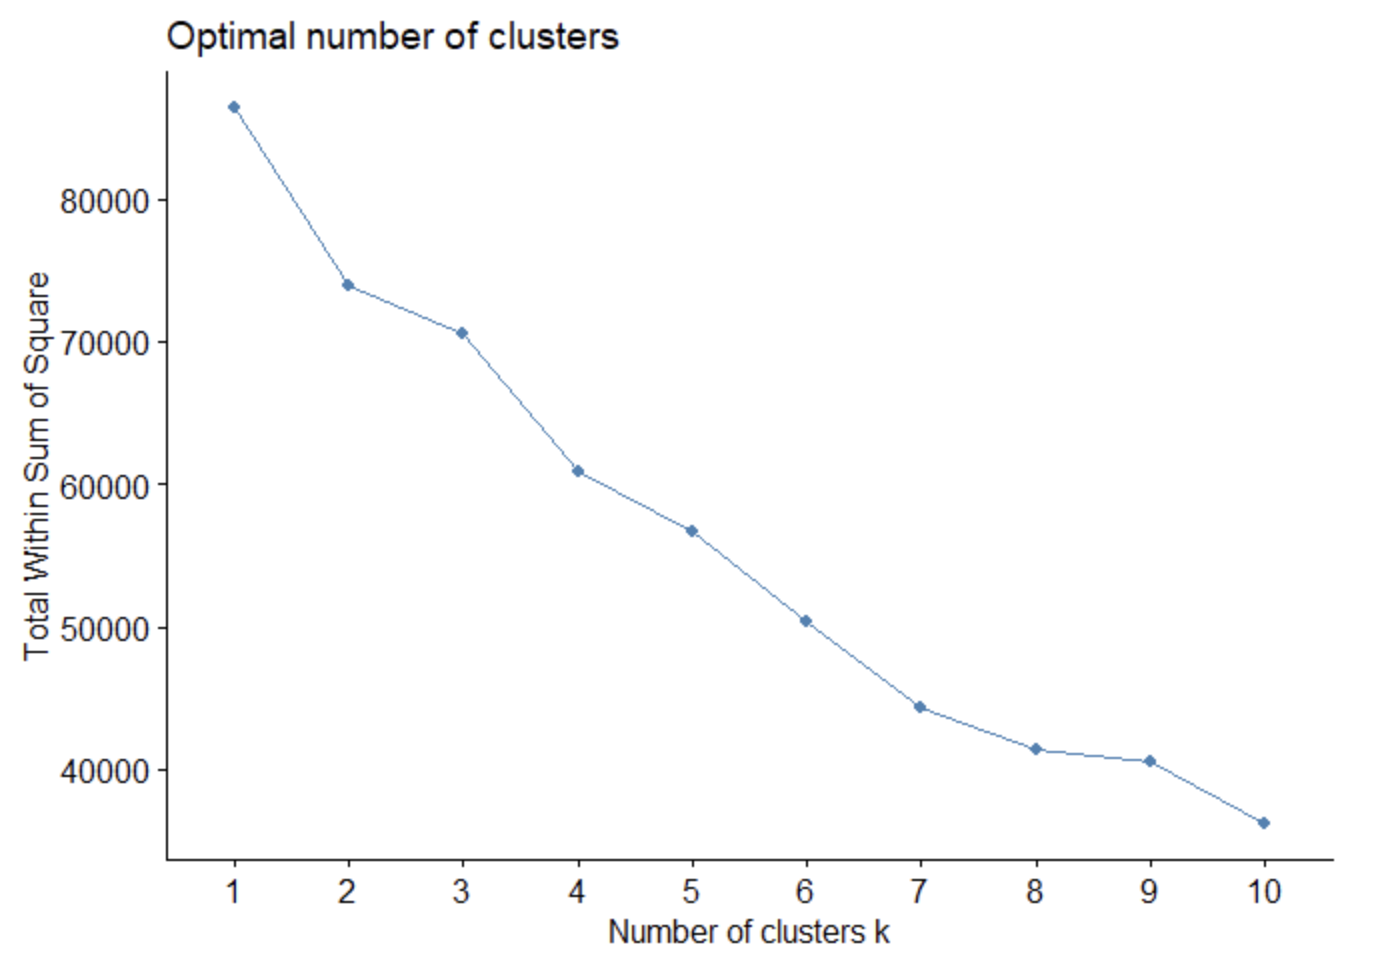 Optimal number of clusters
Total Within Sum of Square
80000
70000
60000
50000
40000
1 2 3 4 5 6 7 8 9 10
Number of clusters k